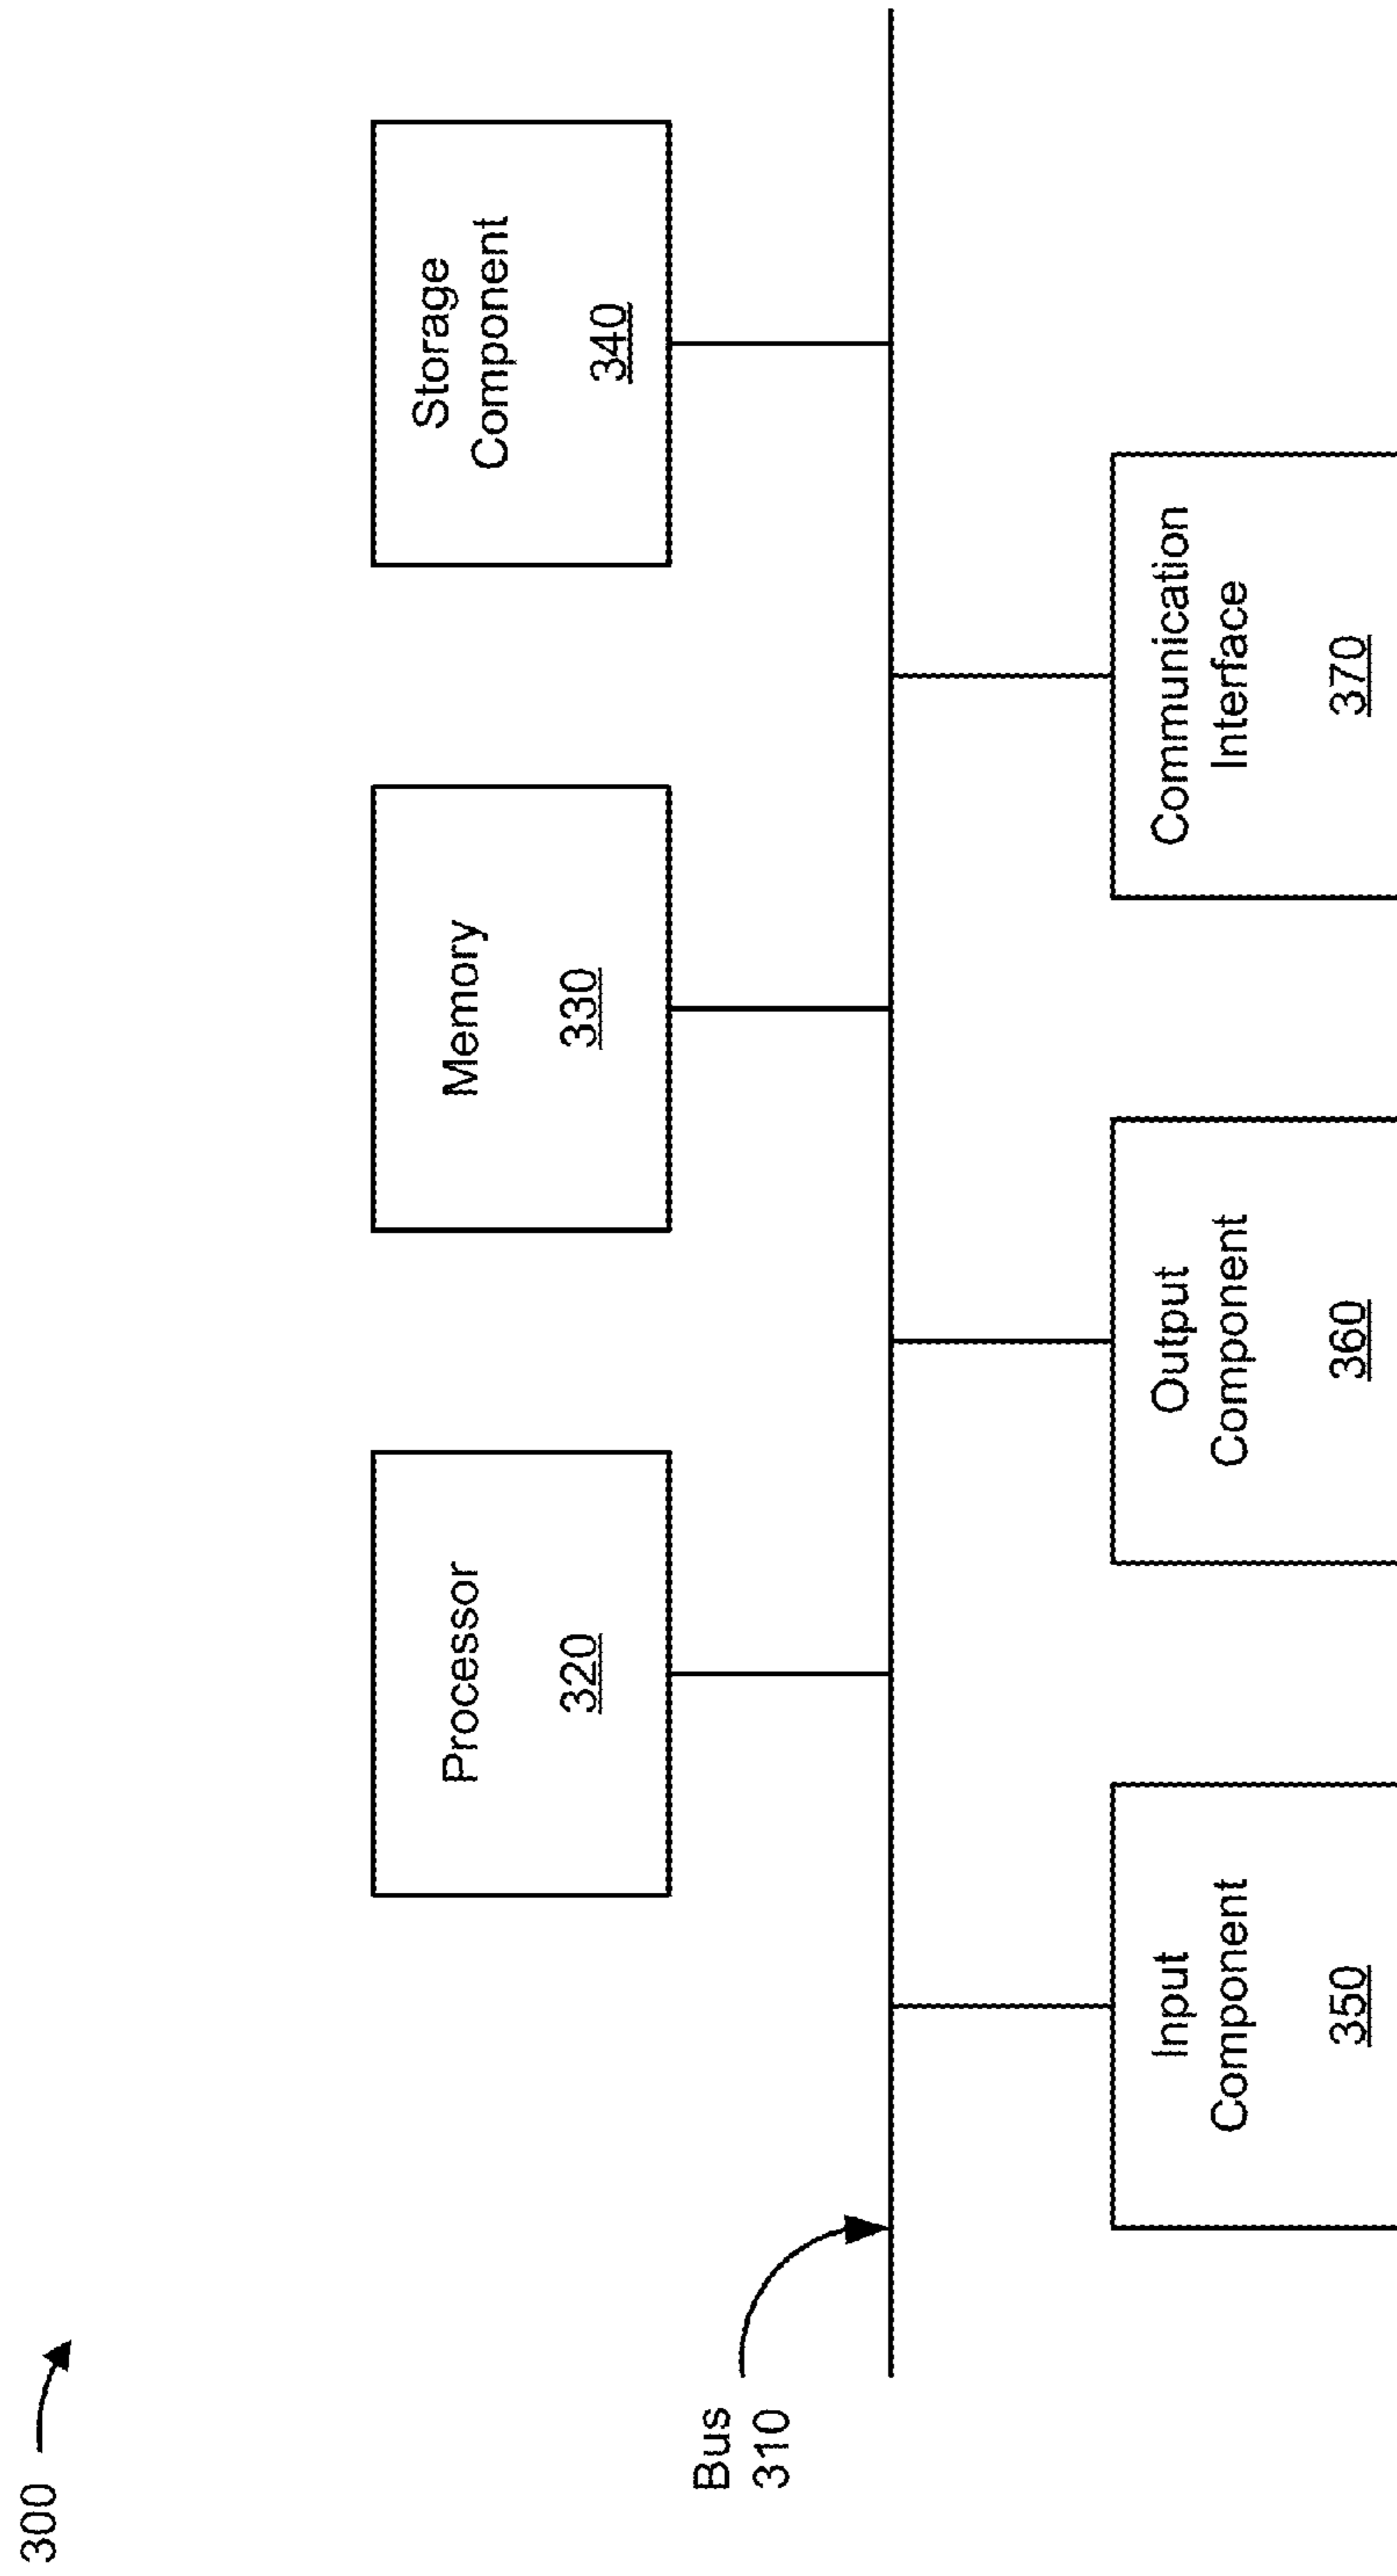 300
Bus
310
Processor
320
Memory
330
Storage
Component
340
Input
Component
350
Output
Component
360
Communication
Interface
370